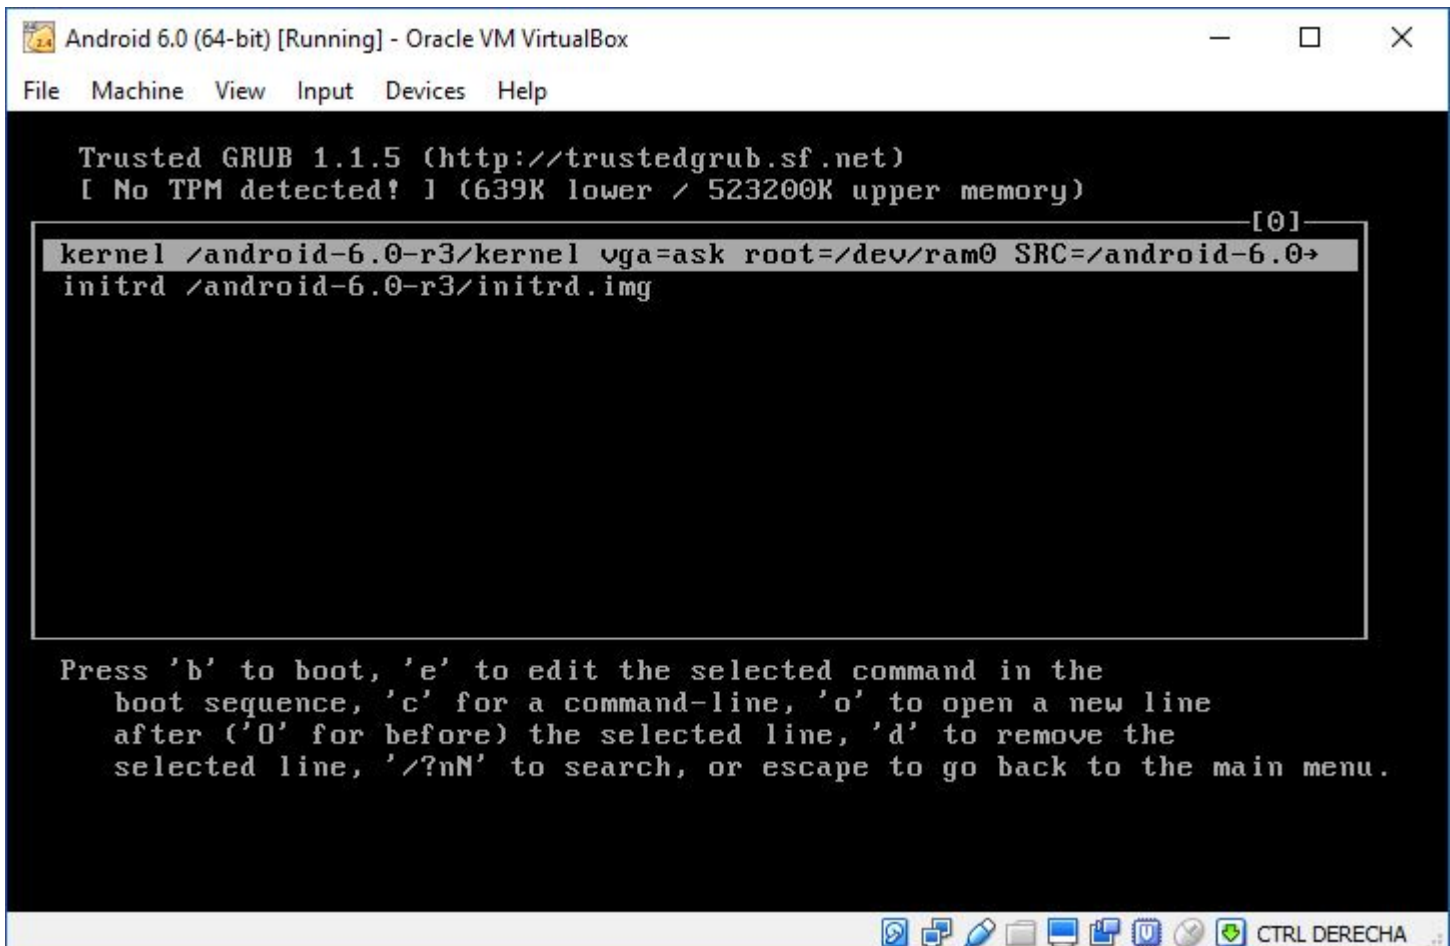 Android 6.0 (64-bit) [Running] - Oracle VM VirtualBox
File Machine View Input Devices Help
Trusted GRUB 1.1.5 (http://trustedgrub.sf.net)
[ No TPM detected! ] (639K lower / 523200K upper memory)
[0]
kernel /android-6.0-r3/kernel vga=ask root=/dev/ram0 SRC=/android-6.0→
initrd /android-6.0-r3/initrd.img
Press 'b' to boot, 'e' to edit the selected command in the
boot sequence, 'c' for a command-line, 'o' to open a new line
after ('O' for before) the selected line, 'd' to remove the
selected line, '/?nN' to search, or escape to go back to the main menu.
CTRL DERECHA